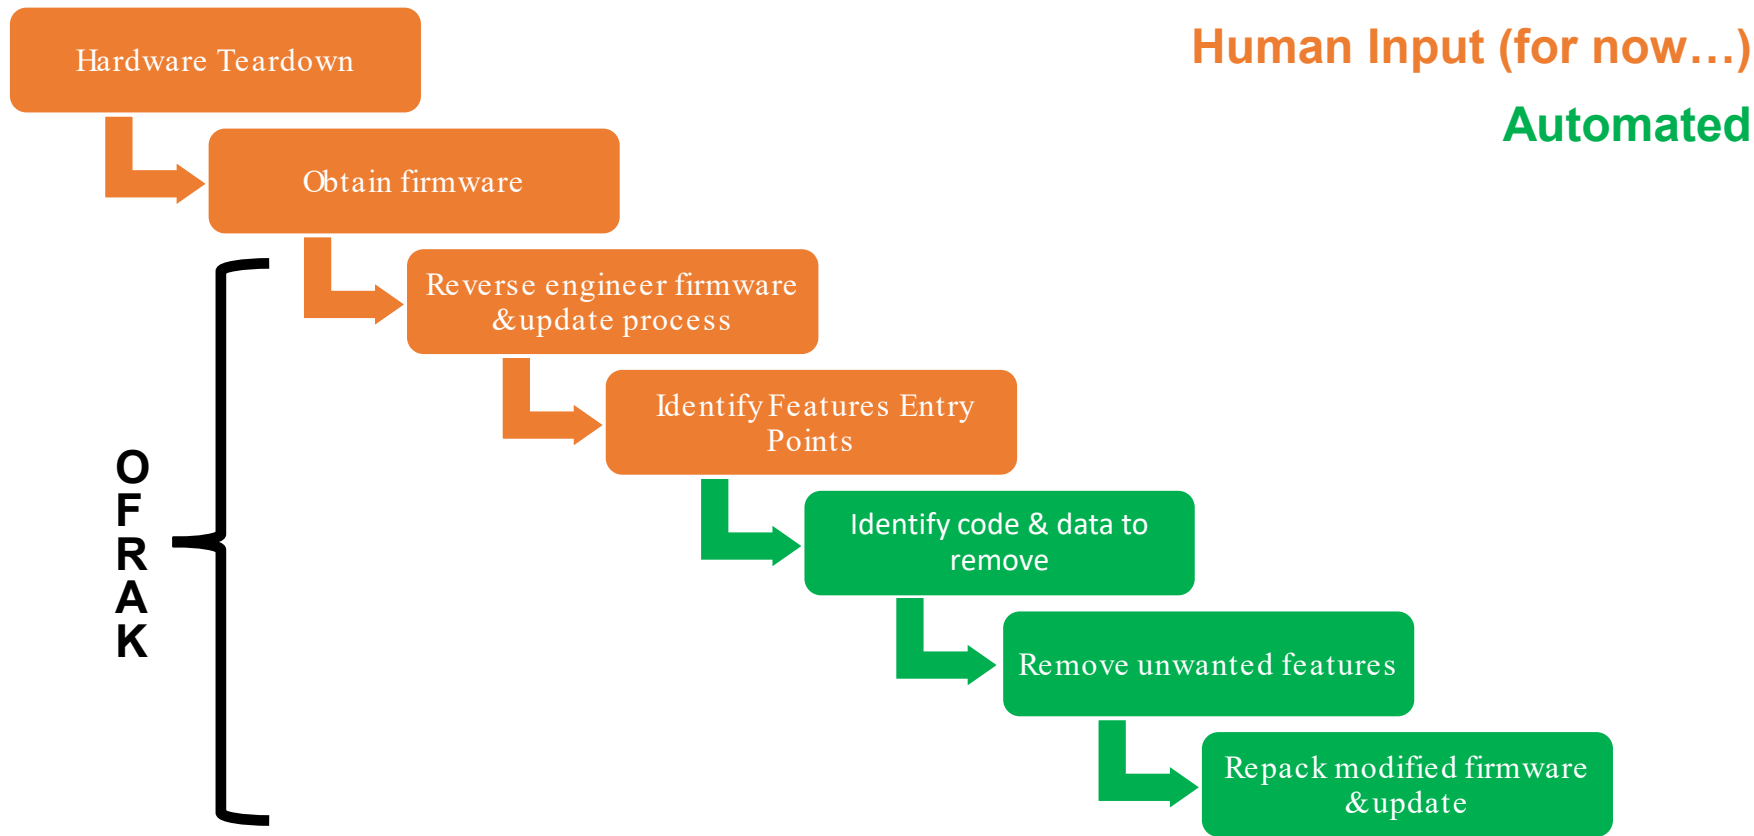 Hardware Teardown
Human Input (for now…)
Automated
Obtain firmware
Reverse engineer firmware
&update process
Identify Features Entry
Points
O
F
R
A
K
Identify code & data to
remove
Remove unwanted features
Repack modified firmware
&update